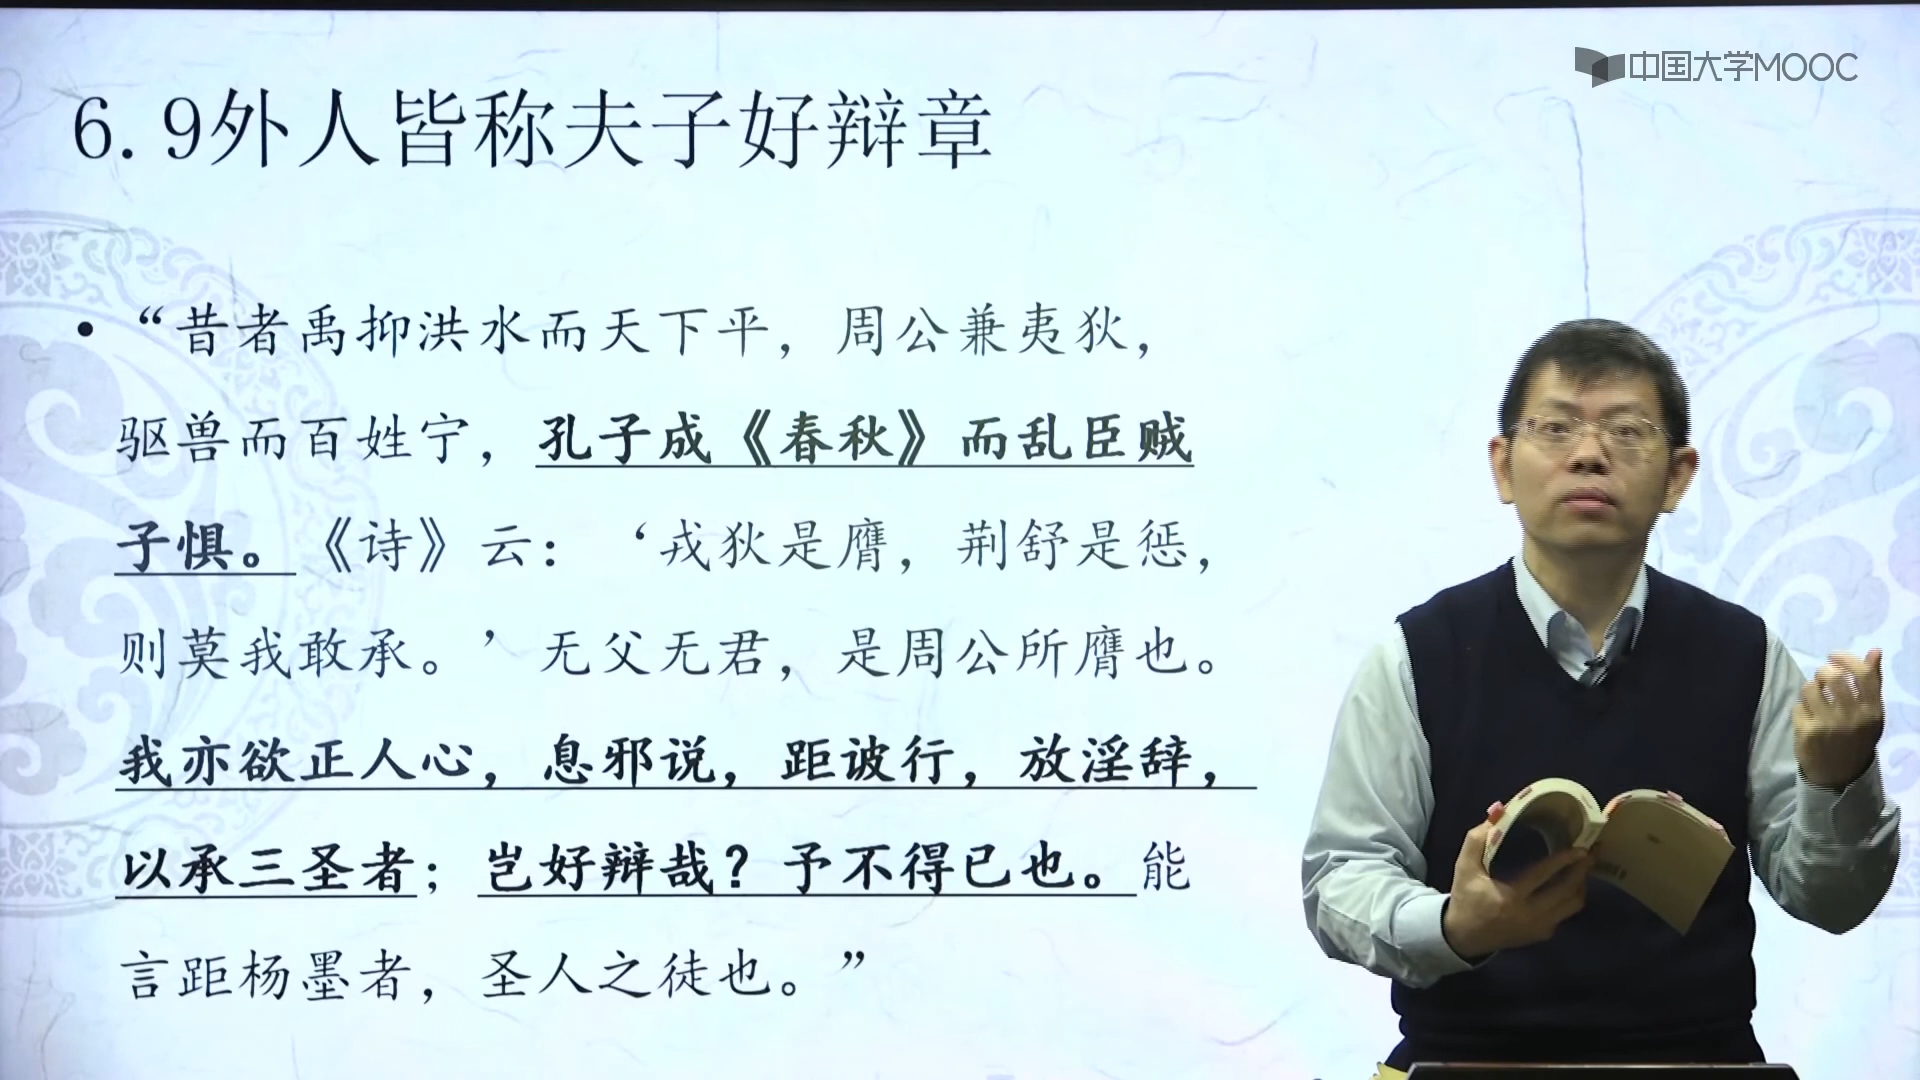 中国大学MOOC
6.9外人皆称夫子好辩章
• “昔者禹抑洪水而天下平，周公兼夷狄，
驱兽而百姓宁，孔子成《春秋》而乱臣贼
子惧。《诗》云：‘戎狄是膺，荆舒是惩，
则莫我敢承。’无父无君，是周公所膺也。
我亦欲正人心，息邪说，距诐行，放淫辞，
以承三圣者；岂好辩哉？予不得已也。能
言距杨墨者，圣人之徒也。”